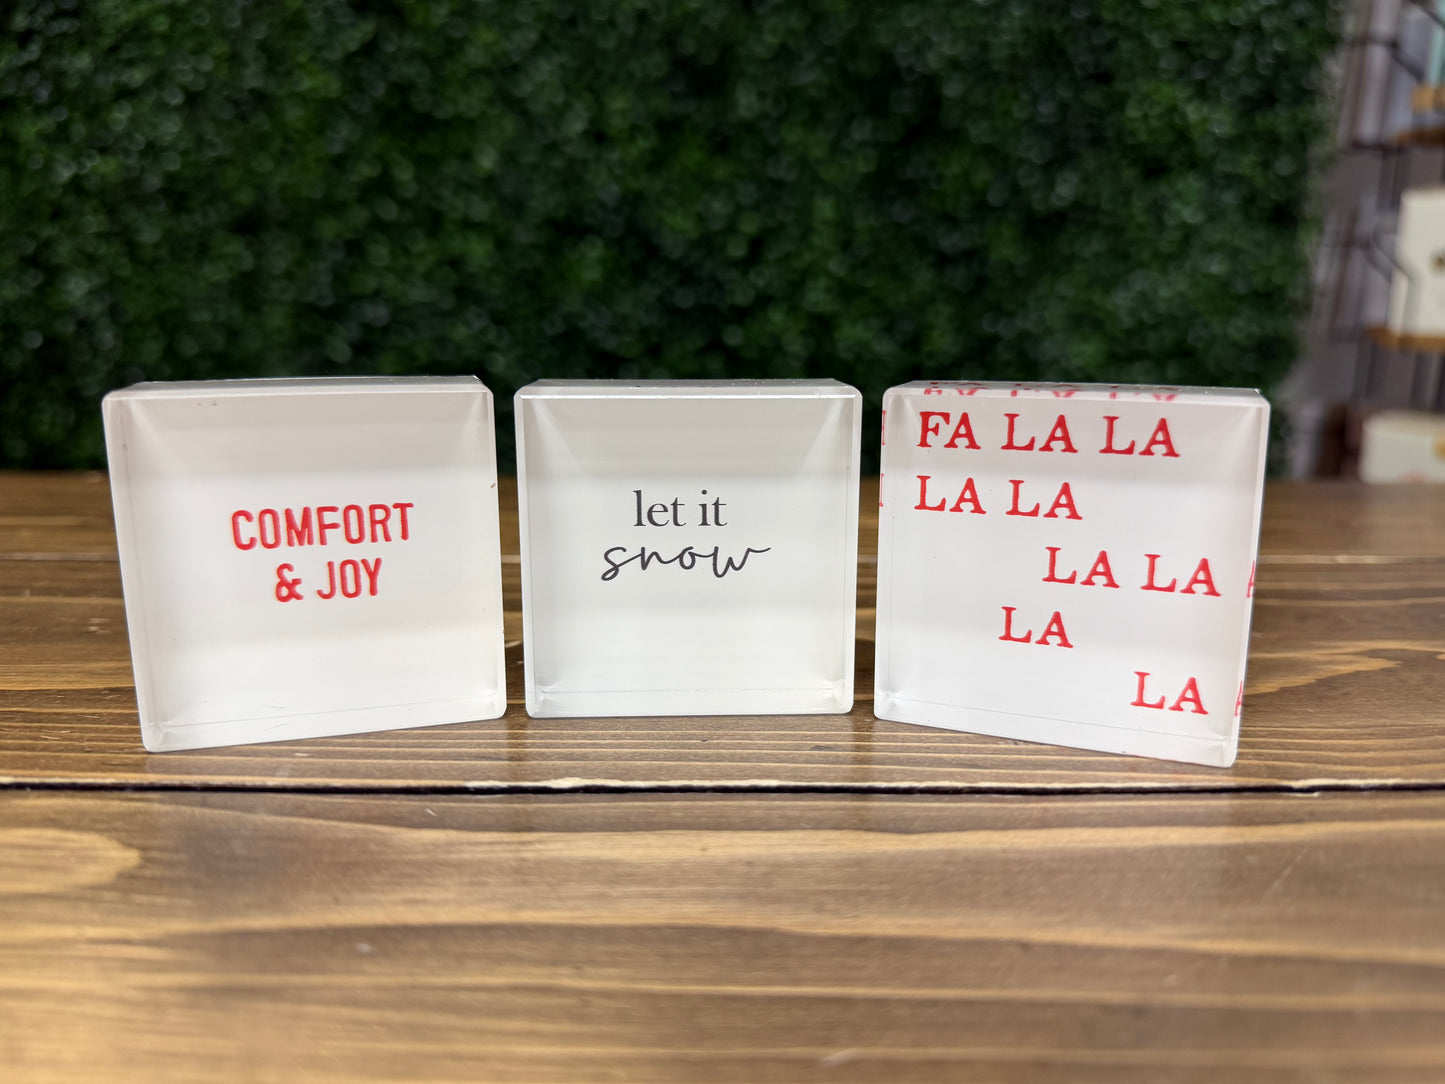 COMFORT
& JOY
let it
snow
FA LA LA
LA LA
LA LA
LA
LA